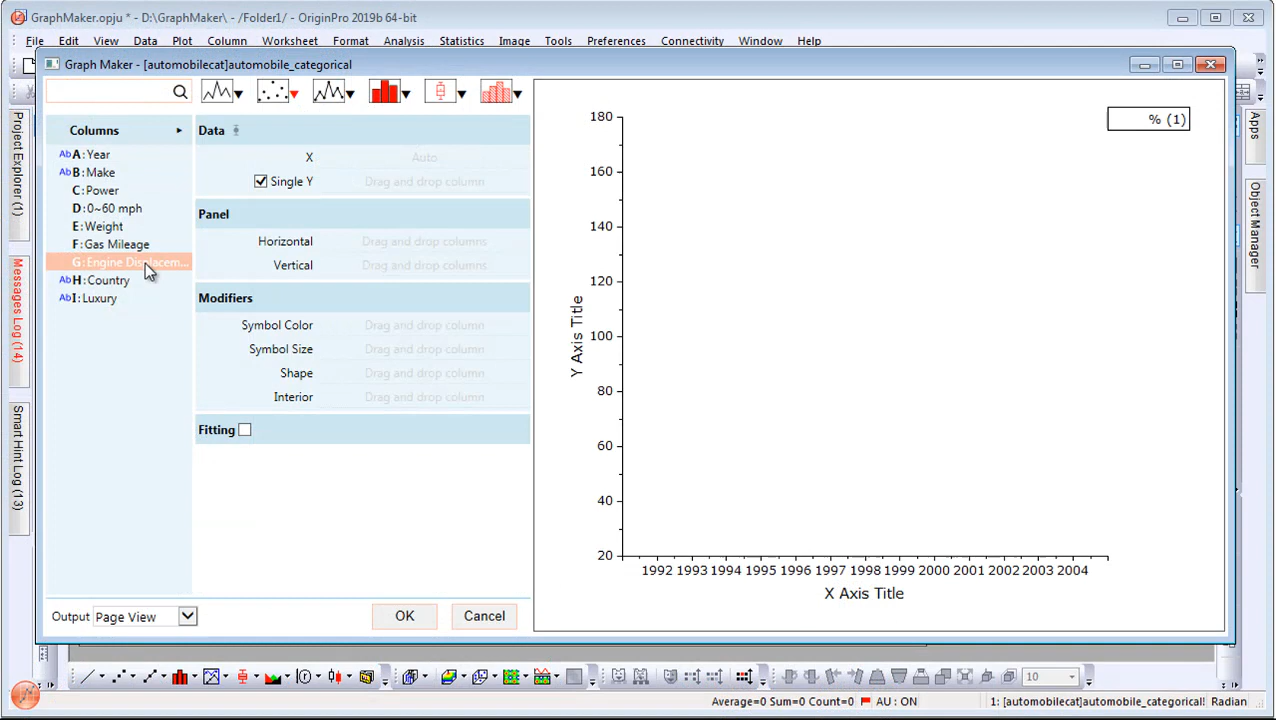 GraphMaker.opju * - D:\GraphMaker\ - /Folder1/ - OriginPro 2019b 64-bit
File Edit View Data Plot Column Worksheet Format Analysis Statistics Image Tools Preferences Connectivity Window Help
Graph Maker - [automobilecat]automobile_categorical
Project Explorer (1)
Messages Log (14)
Smart Hint Log (13)
Columns
Ab A: Year
Ab B: Make
C: Power
D: 0~60 mph
E: Weight
F: Gas Mileage
G: Engine Displacem...
Ab H: Country
Ab I: Luxury
Data
X Auto
Single Y Drag and drop column
Panel
Horizontal Drag and drop columns
Vertical Drag and drop columns
Modifiers
Symbol Color Drag and drop column
Symbol Size Drag and drop column
Shape Drag and drop column
Interior Drag and drop column
Fitting
Output Page View OK Cancel
% (1)
180
160
140
120
100
80
60
40
20
Y Axis Title
1992 1993 1994 1995 1996 1997 1998 1999 2000 2001 2002 2003 2004
X Axis Title
Apps
Object Manager
10
Average=0 Sum=0 Count=0 AU : ON 1: [automobilecat]automobile_categorical! Radian